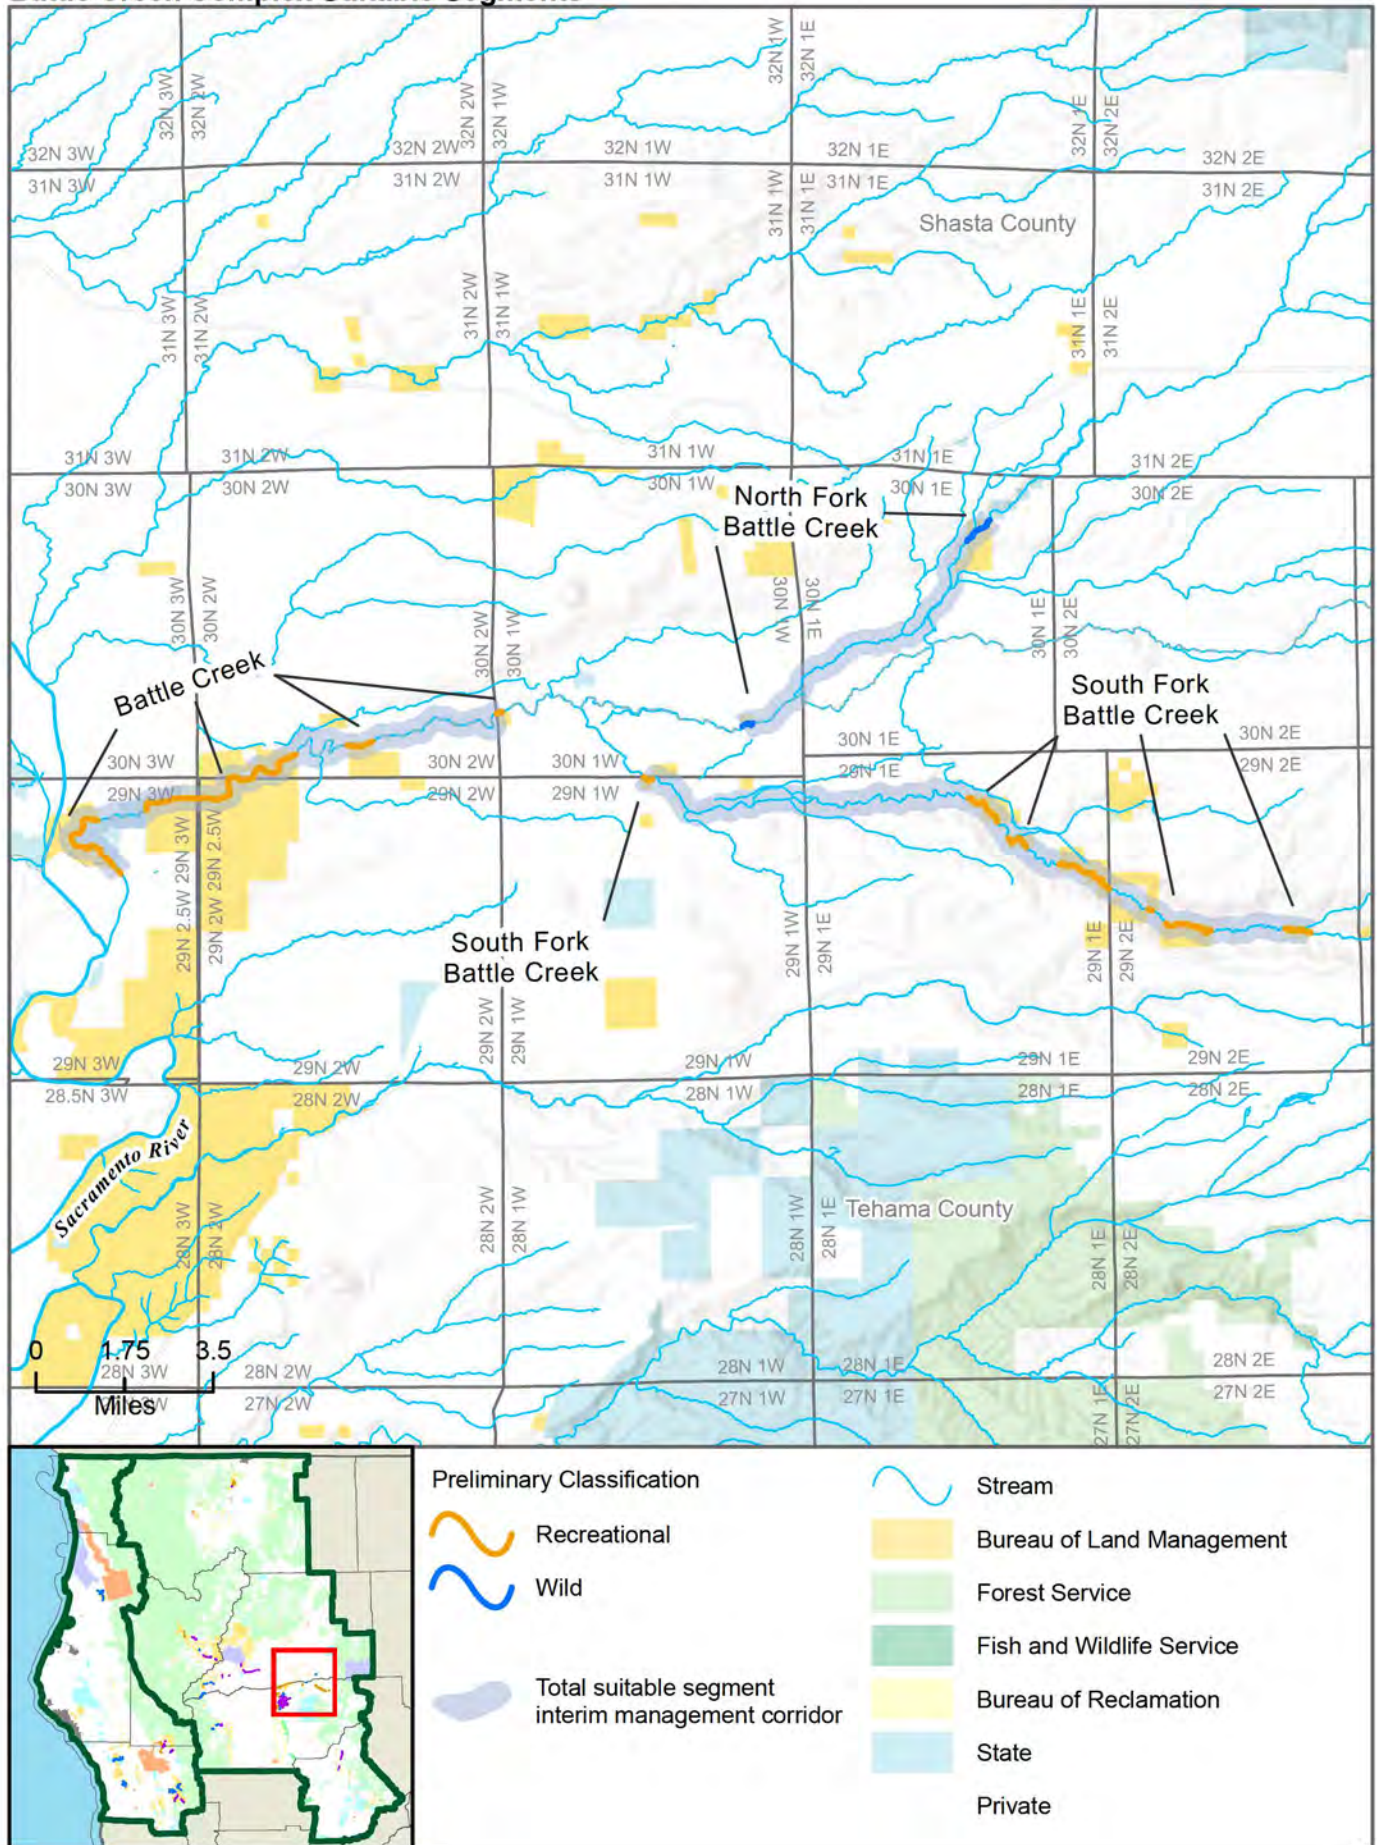 32N 1W
32N 1E
32N 3W
32N 2W
32N 2W
32N 1W
32N 1E
32N 2E
32N 3W
32N 2W
32N 1W
32N 1E
32N 2E
31N 3W
31N 2W
31N 1W
31N 1E
31N 2E
31N 1W
31N 1E
Shasta County
31N 3W
31N 2W
31N 2W
31N 1W
31N 1E
31N 2E
31N 3W
31N 2W
31N 1W
31N 1E
31N 2E
30N 3W
30N 2W
30N 1W
30N 1E
30N 2E
North Fork
Battle Creek
30N 3W
30N 2W
30N 2W
30N 1W
30N 1W
30N 1E
30N 1E
30N 2E
Battle Creek
South Fork
Battle Creek
30N 3W
30N 2W
30N 1W
30N 1E
30N 2E
29N 3W
29N 2W
29N 1W
29N 1E
29N 2E
29N 2.5W 29N 3W
29N 2W 29N 2.5W
South Fork
Battle Creek
29N 2W
29N 1W
29N 1W
29N 1E
29N 1E
29N 2E
29N 3W
29N 2W
29N 1W
29N 1E
29N 2E
28.5N 3W
28N 2W
28N 1W
28N 1E
28N 2E
Sacramento River
Tehama County
28N 3W
28N 2W
28N 2W
28N 1W
28N 1W
28N 1E
28N 1E
28N 2E
0 1.75 3.5
Miles
28N 3W
28N 2W
28N 1W
28N 1E
28N 2E
27N 2W
27N 1W
27N 1E
27N 2E
27N 1E
27N 2E
Preliminary Classification
Recreational
Wild
Total suitable segment
interim management corridor
Stream
Bureau of Land Management
Forest Service
Fish and Wildlife Service
Bureau of Reclamation
State
Private